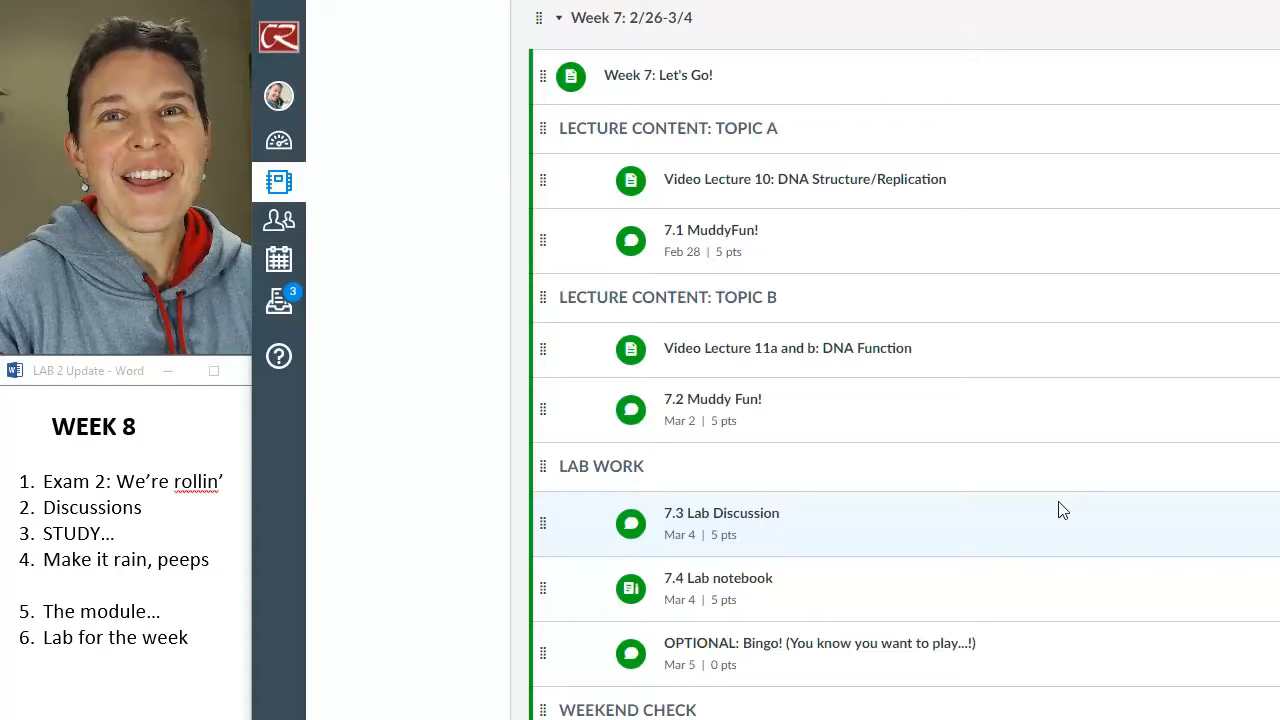 CR
3
LAB 2 Update - Word
WEEK 8
1. Exam 2: We're rollin'
2. Discussions
3. STUDY...
4. Make it rain, peeps
5. The module...
6. Lab for the week
Week 7: 2/26-3/4
Week 7: Let's Go!
LECTURE CONTENT: TOPIC A
Video Lecture 10: DNA Structure/Replication
7.1 MuddyFun!
Feb 28 | 5 pts
LECTURE CONTENT: TOPIC B
Video Lecture 11a and b: DNA Function
7.2 Muddy Fun!
Mar 2 | 5 pts
LAB WORK
7.3 Lab Discussion
Mar 4 | 5 pts
7.4 Lab notebook
Mar 4 | 5 pts
OPTIONAL: Bingo! (You know you want to play...!)
Mar 5 | 0 pts
WEEKEND CHECK